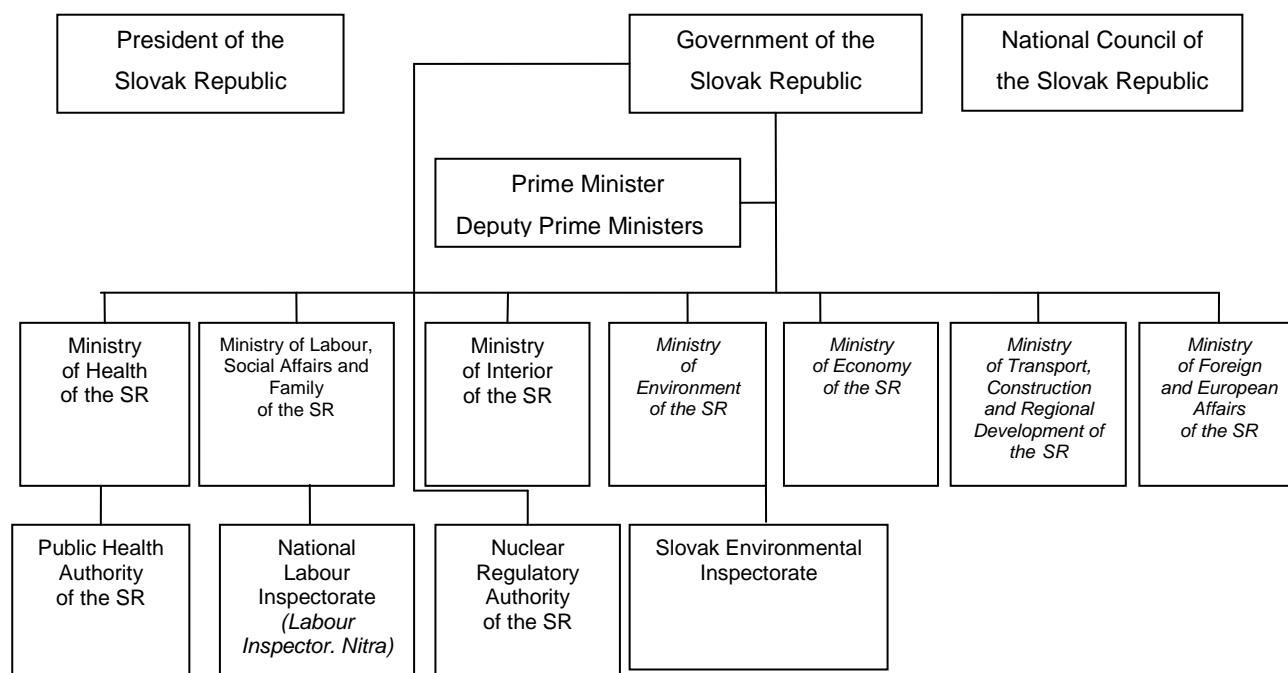 President of the
Slovak Republic
Government of the
Slovak Republic
National Council of
the Slovak Republic
Prime Minister
Deputy Prime Ministers
Ministry
of Health
of the SR
Ministry of Labour,
Social Affairs and
Family
of the SR
Ministry
of Interior
of the SR
Ministry
of
Environment
of the SR
Ministry
of Economy
of the SR
Ministry
of Transport,
Construction
and Regional
Development of
the SR
Ministry
of Foreign
and European
Affairs
of the SR
Public Health
Authority
of the SR
National
Labour
Inspectorate
(Labour
Inspector. Nitra)
Nuclear
Regulatory
Authority
of the SR
Slovak Environmental
Inspectorate